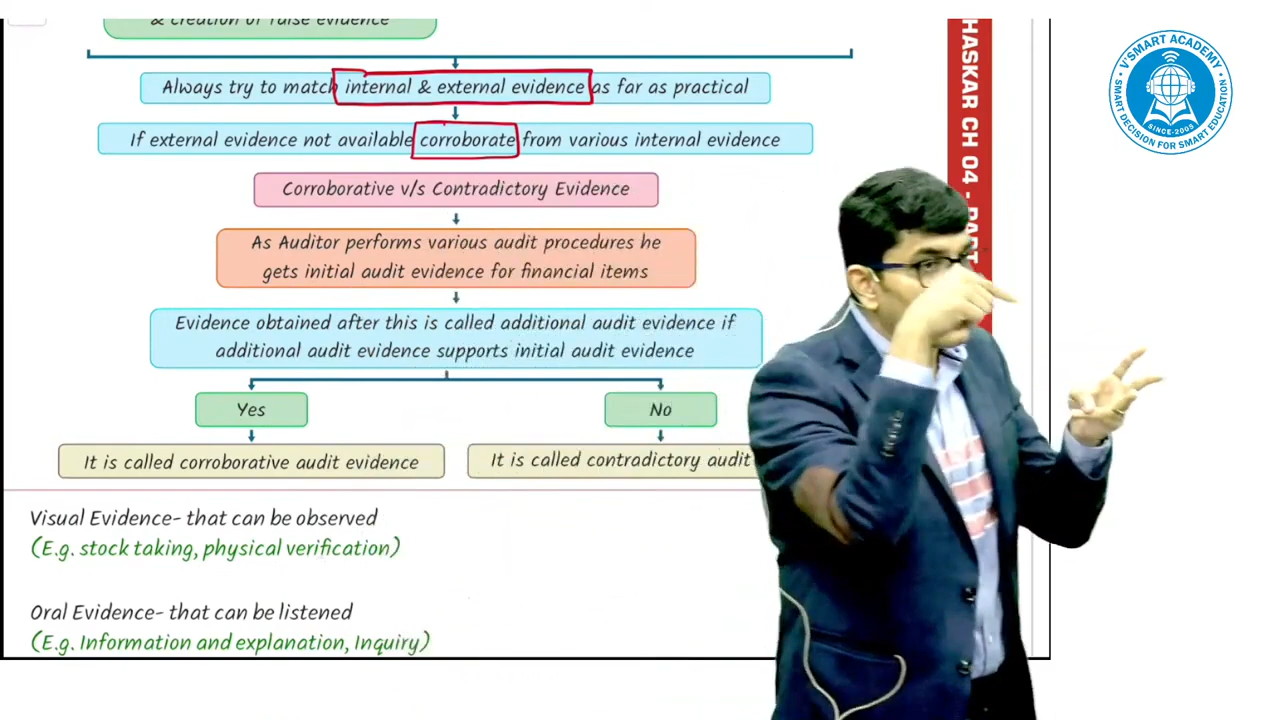 & creation of false evidence
Always try to match internal & external evidence as far as practical
If external evidence not available corroborate from various internal evidence
Corroborative v/s Contradictory Evidence
As Auditor performs various audit procedures he
gets initial audit evidence for financial items
Evidence obtained after this is called additional audit evidence if
additional audit evidence supports initial audit evidence
Yes
No
It is called corroborative audit evidence
It is called contradictory audit
Visual Evidence- that can be observed
(E.g. stock taking, physical verification)
Oral Evidence- that can be listened
(E.g. Information and explanation, Inquiry)
HASKAR CH 04 - PART
V'SMART ACADEMY
SINCE-2005
SMART DECISION FOR SMART EDUCATION